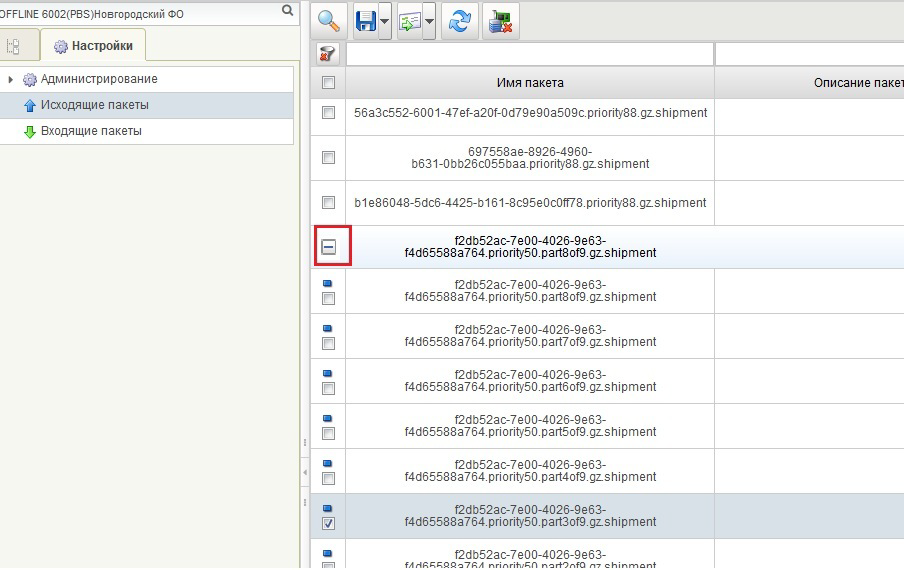 OFFLINE 6002(PBS)Новгородский ФО
Настройки
Администрирование
Исходящие пакеты
Входящие пакеты
Имя пакета
Описание пакет
56a3c552-6001-47ef-a20f-0d79e90a509c.priority88.gz.shipment
697558ae-8926-4960-
b631-0bb26c055baa.priority88.gz.shipment
b1e86048-5dc6-4425-b161-8c95e0c0ff78.priority88.gz.shipment
f2db52ac-7e00-4026-9e63-
f4d65588a764.priority50.part8of9.gz.shipment
f2db52ac-7e00-4026-9e63-
f4d65588a764.priority50.part8of9.gz.shipment
f2db52ac-7e00-4026-9e63-
f4d65588a764.priority50.part7of9.gz.shipment
f2db52ac-7e00-4026-9e63-
f4d65588a764.priority50.part6of9.gz.shipment
f2db52ac-7e00-4026-9e63-
f4d65588a764.priority50.part5of9.gz.shipment
f2db52ac-7e00-4026-9e63-
f4d65588a764.priority50.part4of9.gz.shipment
f2db52ac-7e00-4026-9e63-
f4d65588a764.priority50.part3of9.gz.shipment
f2db52ac-7e00-4026-9e63-
f4d65588a764.priority50.part2of9.gz.shipment